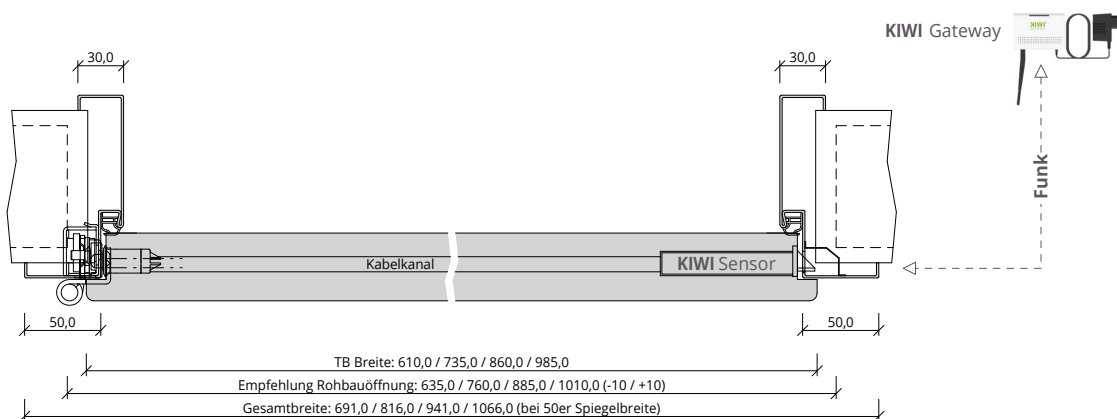 KIWI Gateway
KIWI
30,0
30,0
Funk
Kabelkanal
KIWI Sensor
50,0
50,0
TB Breite: 610,0 / 735,0 / 860,0 / 985,0
Empfehlung Rohbauöffnung: 635,0 / 760,0 / 885,0 / 1010,0 (-10 / +10)
Gesamtbreite: 691,0 / 816,0 / 941,0 / 1066,0 (bei 50er Spiegelbreite)